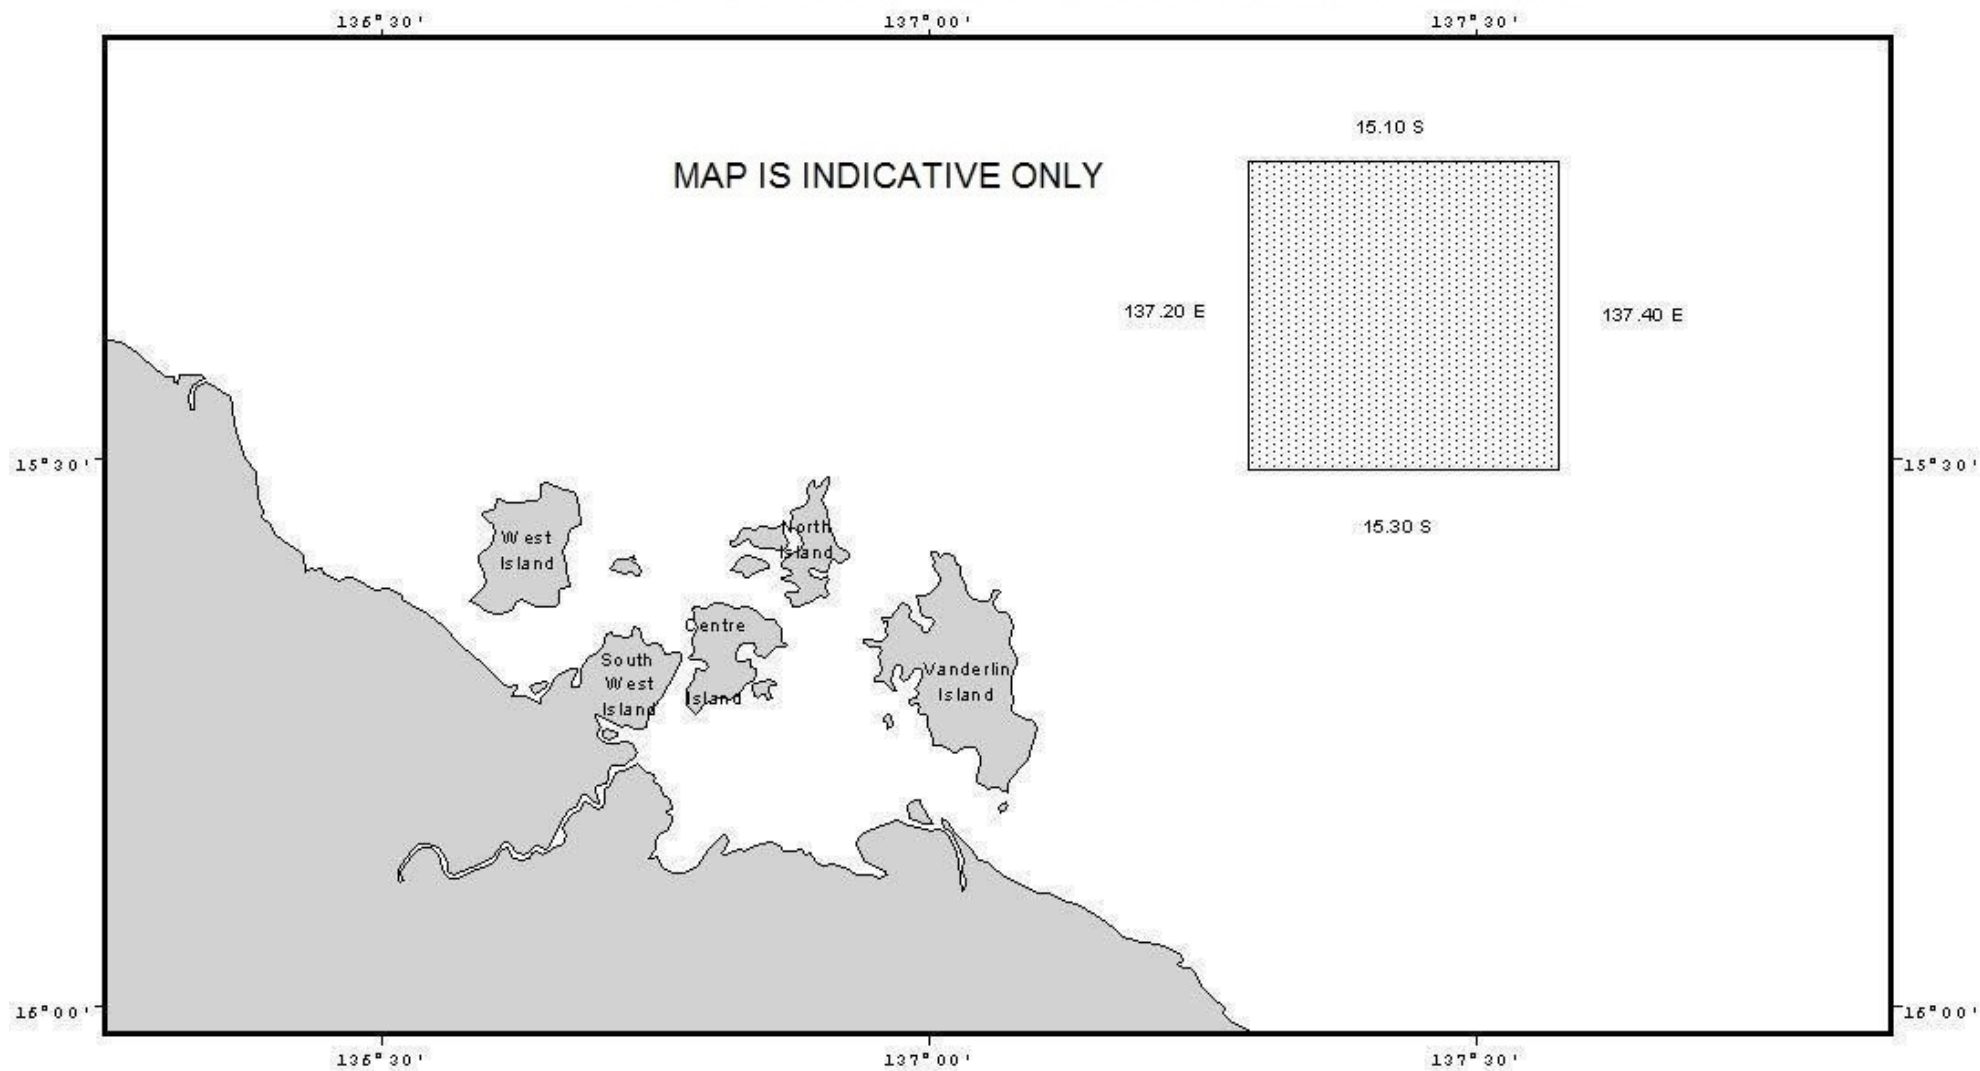 136°30' 137°00' 137°30'
15.10 S
MAP IS INDICATIVE ONLY
137.20 E 137.40 E
15°30' 15°30'
15.30 S
West
Island
North
Island
Centre
Island
South
West
Island
Vanderlin
Island
16°00' 16°00'
136°30' 137°00' 137°30'